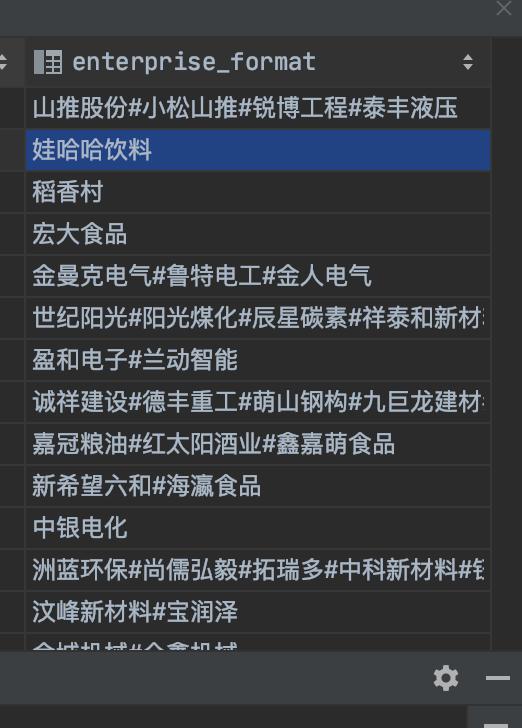 enterprise_format
山推股份#小松山推#锐博工程#泰丰液压
娃哈哈饮料
稻香村
宏大食品
金曼克电气#鲁特电工#金人电气
世纪阳光#阳光煤化#辰星碳素#祥泰和新材
盈和电子#兰动智能
诚祥建设#德丰重工#萌山钢构#九巨龙建材
嘉冠粮油#红太阳酒业#鑫嘉萌食品
新希望六和#海瀛食品
中银电化
洲蓝环保#尚儒弘毅#拓瑞多#中科新材料#
汶峰新材料#宝润泽